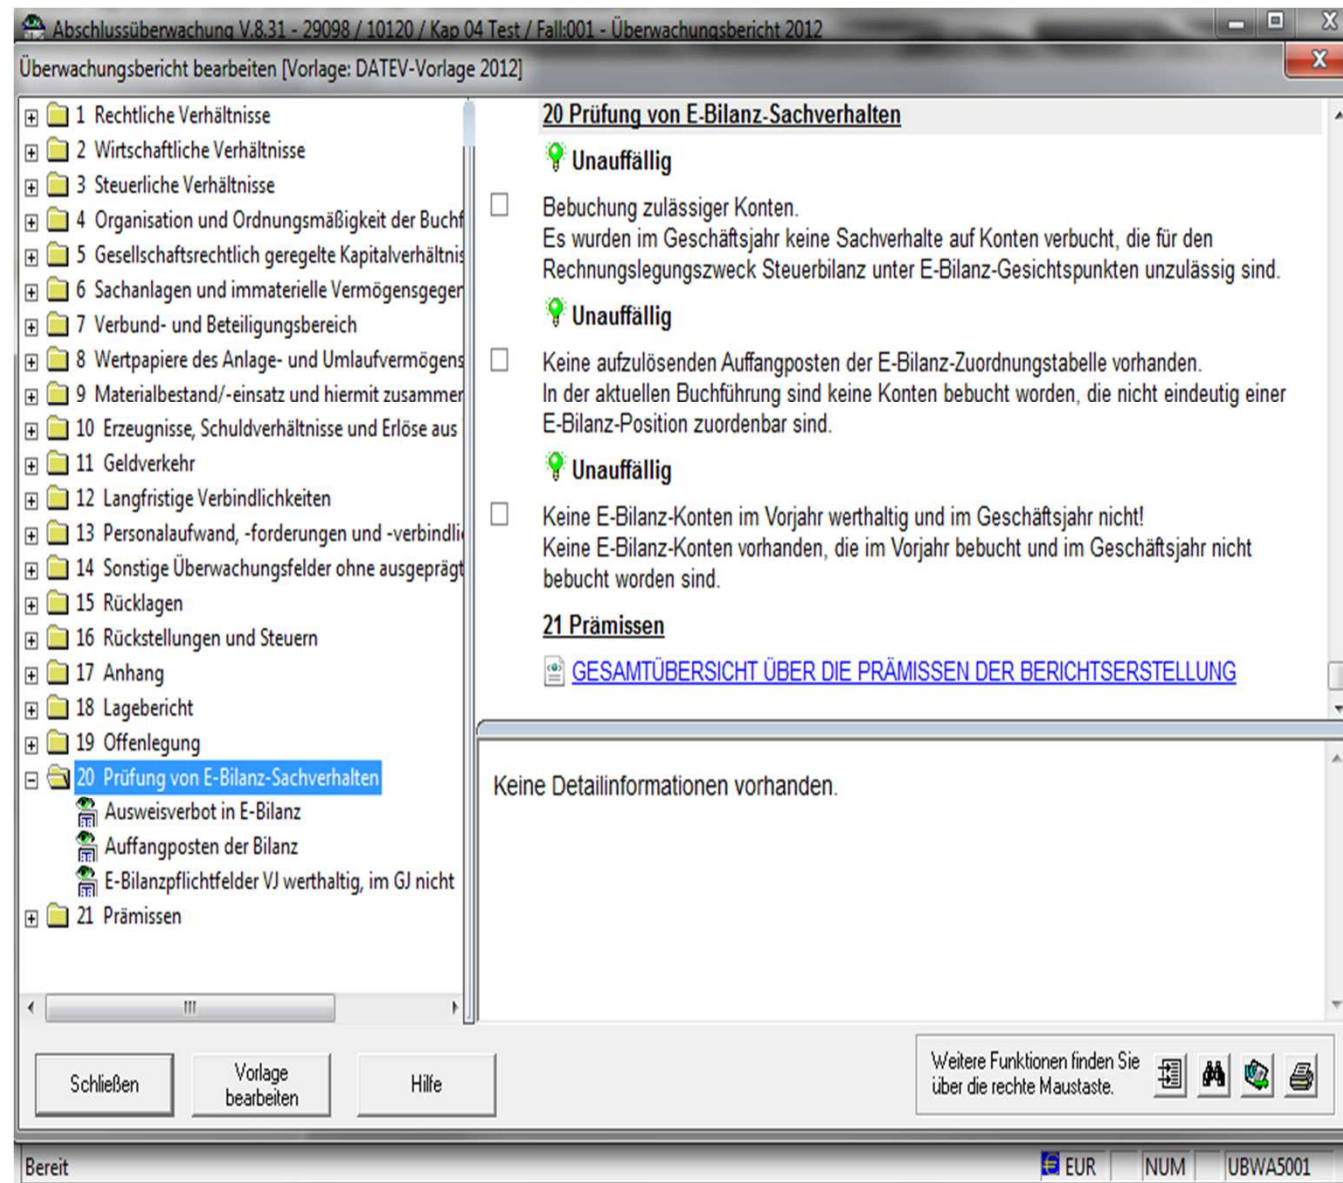 Abschlussüberwachung V.8.31 - 29098 / 10120 / Kap 04 Test / Fall:001 - Überwachungsbericht 2012
Überwachungsbericht bearbeiten [Vorlage: DATEV-Vorlage 2012]
1 Rechtliche Verhältnisse
2 Wirtschaftliche Verhältnisse
3 Steuerliche Verhältnisse
4 Organisation und Ordnungsmäßigkeit der Buchf
5 Gesellschaftsrechtlich geregelte Kapitalverhältnis
6 Sachanlagen und immaterielle Vermögensgegen
7 Verbund- und Beteiligungsbereich
8 Wertpapiere des Anlage- und Umlaufvermögens
9 Materialbestand/-einsatz und hiermit zusammer
10 Erzeugnisse, Schuldverhältnisse und Erlöse aus
11 Geldverkehr
12 Langfristige Verbindlichkeiten
13 Personalaufwand, -forderungen und -verbindli
14 Sonstige Überwachungsfelder ohne ausgeprägt
15 Rücklagen
16 Rückstellungen und Steuern
17 Anhang
18 Lagebericht
19 Offenlegung
20 Prüfung von E-Bilanz-Sachverhalten
Ausweisverbot in E-Bilanz
Auffangposten der Bilanz
E-Bilanzpflichtfelder VJ werthaltig, im GJ nicht
21 Prämissen
20 Prüfung von E-Bilanz-Sachverhalten
Unauffällig
Bebuchung zulässiger Konten.
Es wurden im Geschäftsjahr keine Sachverhalte auf Konten verbucht, die für den
Rechnungslegungszweck Steuerbilanz unter E-Bilanz-Gesichtspunkten unzulässig sind.
Unauffällig
Keine aufzulösenden Auffangposten der E-Bilanz-Zuordnungstabelle vorhanden.
In der aktuellen Buchführung sind keine Konten bebucht worden, die nicht eindeutig einer
E-Bilanz-Position zuordenbar sind.
Unauffällig
Keine E-Bilanz-Konten im Vorjahr werthaltig und im Geschäftsjahr nicht!
Keine E-Bilanz-Konten vorhanden, die im Vorjahr bebucht und im Geschäftsjahr nicht
bebucht worden sind.
21 Prämissen
GESAMTÜBERSICHT ÜBER DIE PRÄMISSEN DER BERICHTSERSTELLUNG
Keine Detailinformationen vorhanden.
Schließen
Vorlage
bearbeiten
Hilfe
Weitere Funktionen finden Sie
über die rechte Maustaste.
Bereit
EUR
NUM
UBWA5001